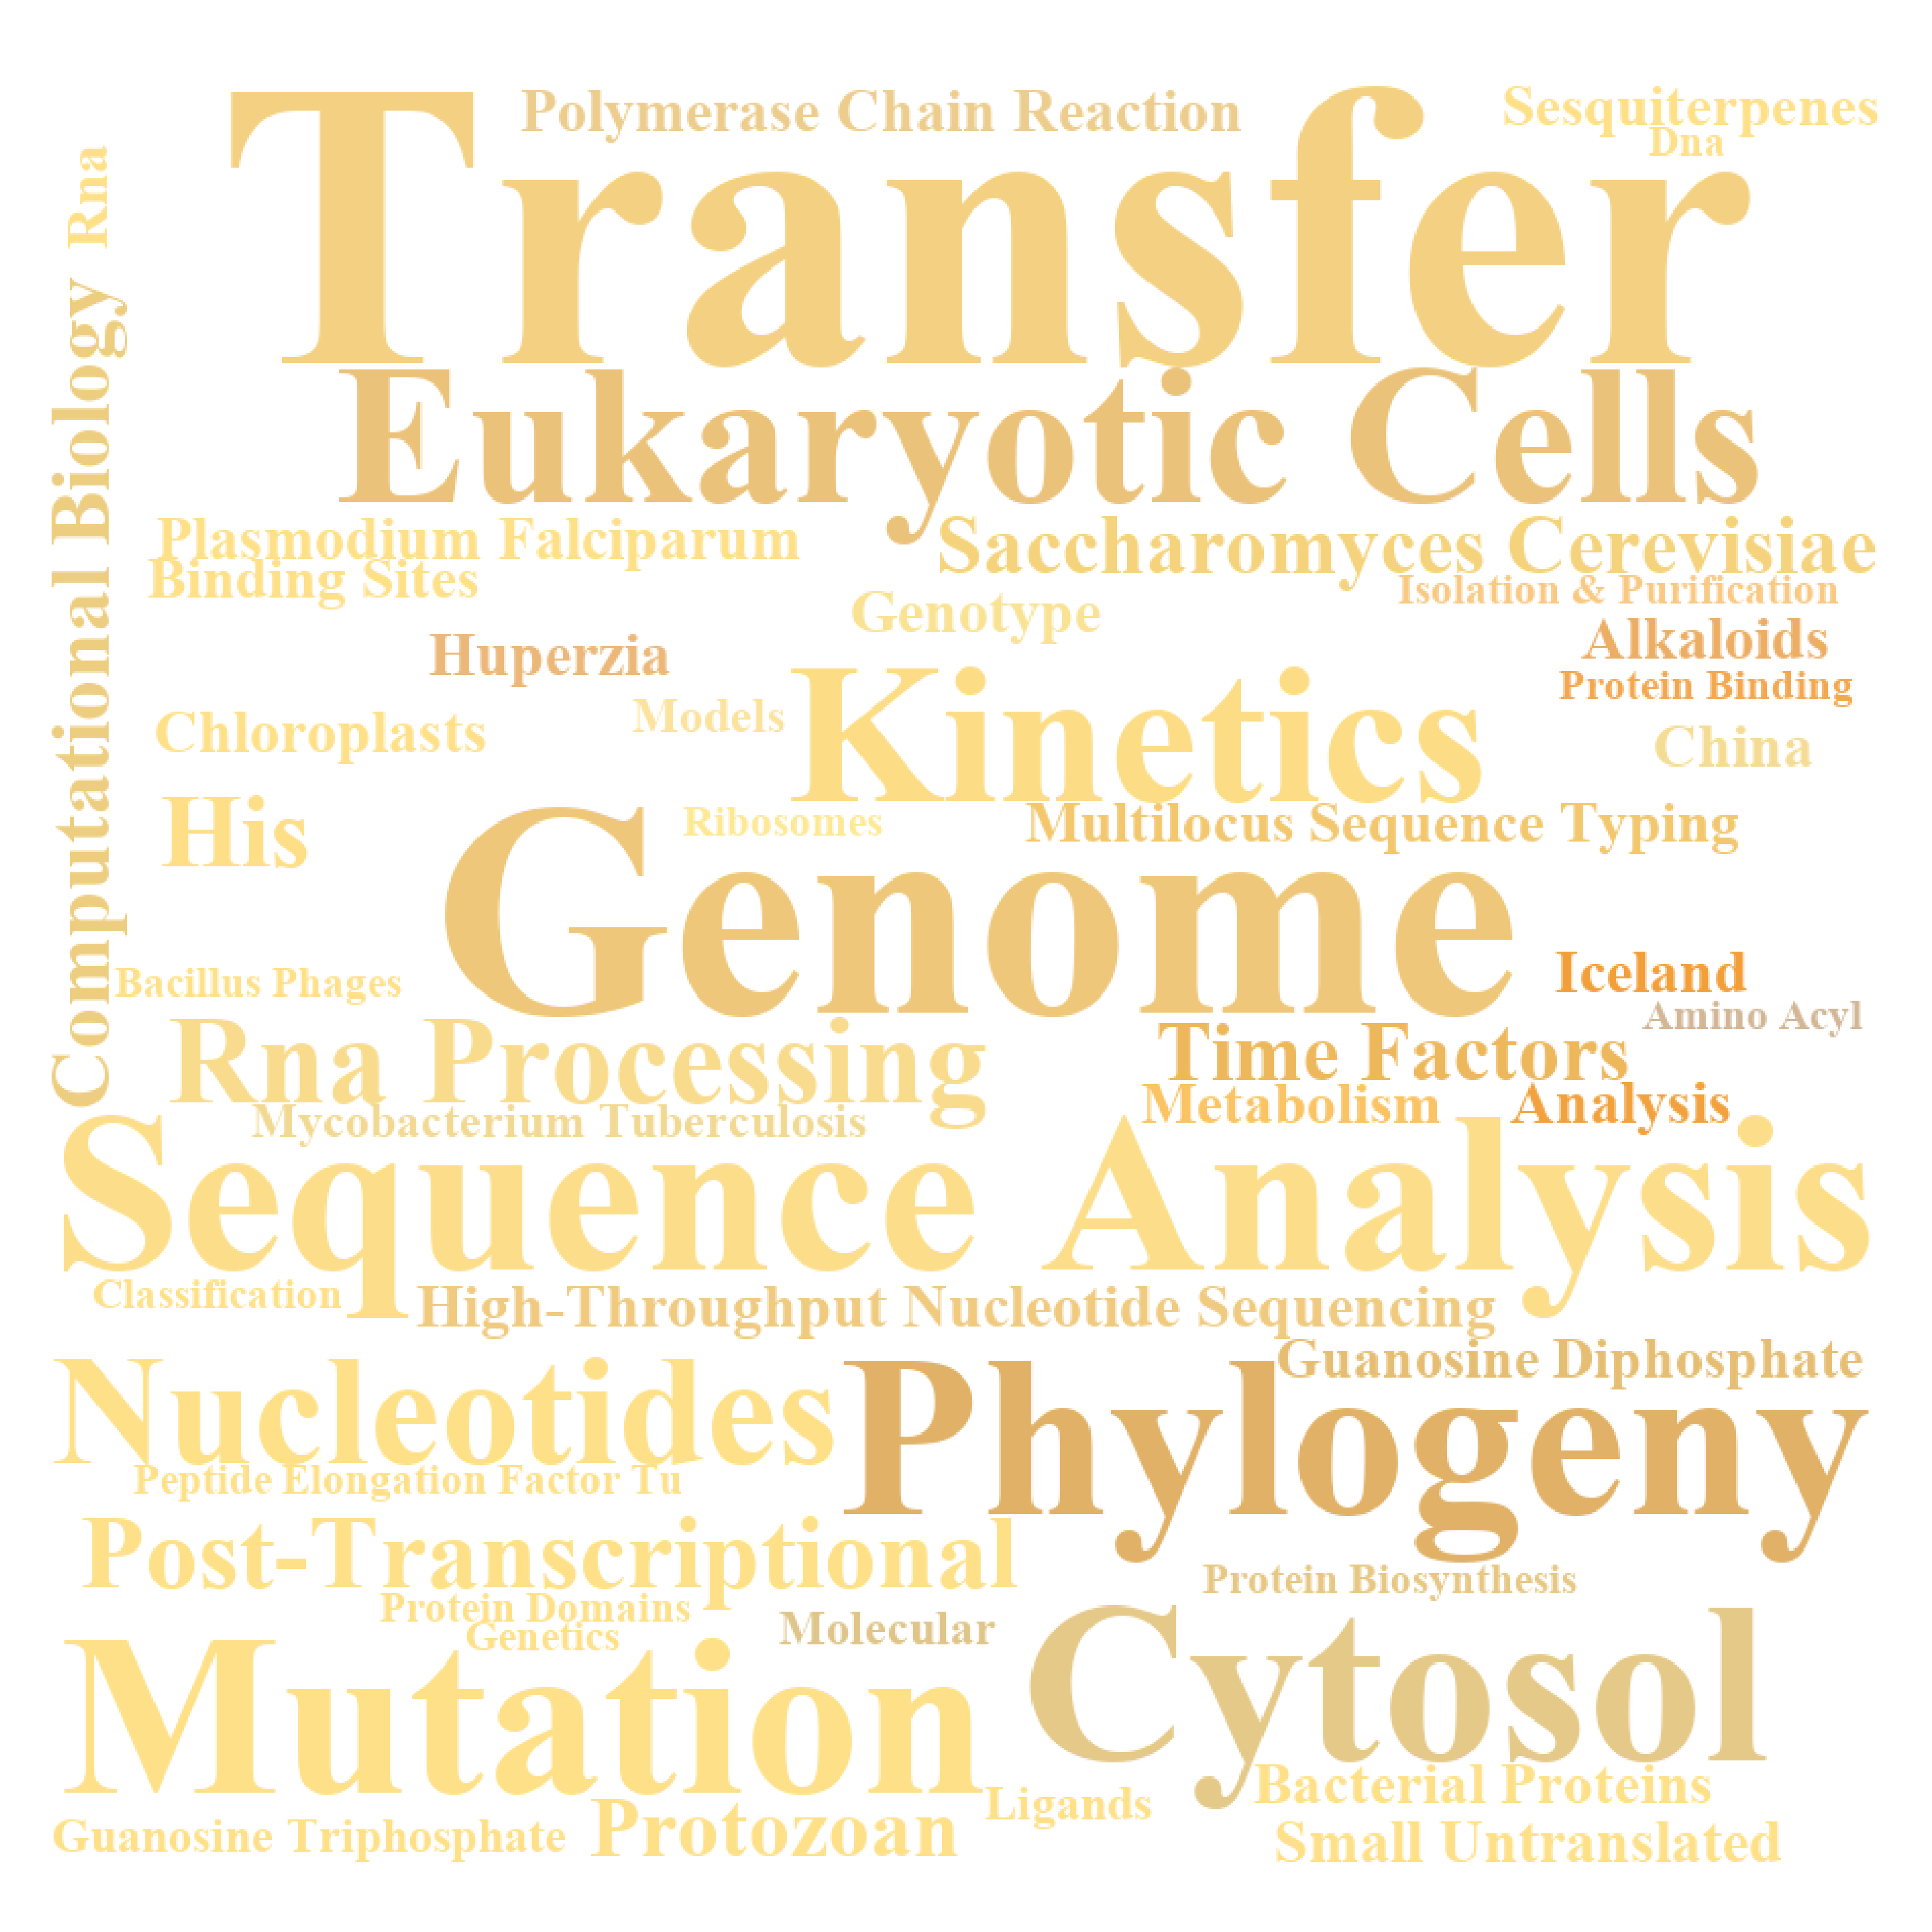 Polymerase Chain Reaction
Sesquiterpenes
Dna
Transfer
Rna
Computational Biology
Eukaryotic Cells
Plasmodium Falciparum
Saccharomyces Cerevisiae
Binding Sites
Isolation & Purification
Genotype
Alkaloids
Huperzia
Protein Binding
Models
Chloroplasts
Kinetics
China
His
Ribosomes
Multilocus Sequence Typing
Genome
Bacillus Phages
Iceland
Amino Acyl
Rna Processing
Time Factors
Mycobacterium Tuberculosis
Metabolism
Analysis
Sequence Analysis
Classification
High-Throughput Nucleotide Sequencing
Guanosine Diphosphate
Nucleotides
Phylogeny
Peptide Elongation Factor Tu
Post-Transcriptional
Protein Biosynthesis
Protein Domains
Molecular
Genetics
Mutation
Cytosol
Bacterial Proteins
Ligands
Guanosine Triphosphate
Protozoan
Small Untranslated